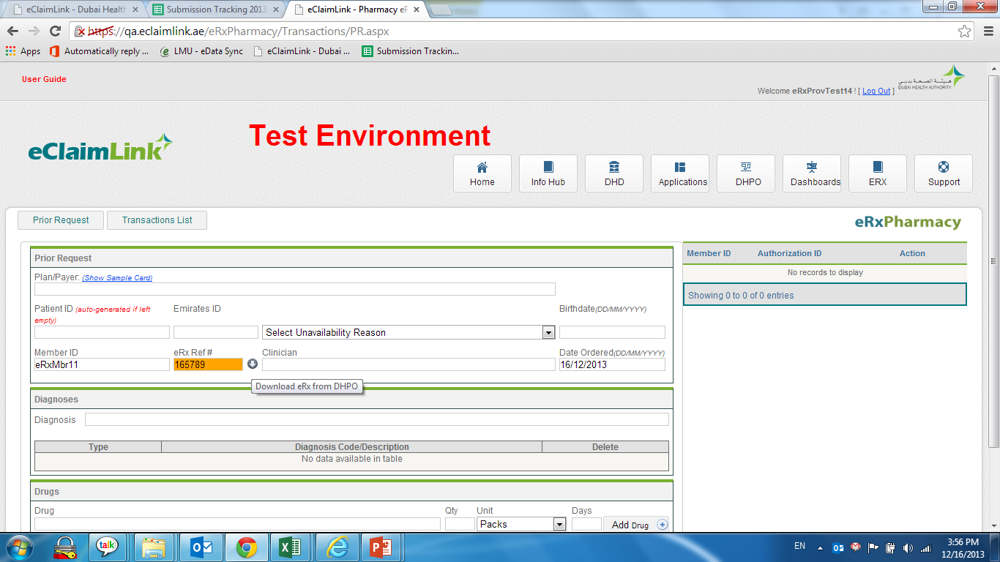 eClaimLink - Dubai Health
Submission Tracking 2013
eClaimLink - Pharmacy eR
https://qa.eclaimlink.ae/eRxPharmacy/Transactions/PR.aspx
Apps
Automatically reply ...
LMU - eData Sync
eClaimLink - Dubai ...
Submission Trackin...
User Guide
هيئة الصحة بدبي
DUBAI HEALTH AUTHORITY
Welcome eRxProvTest14 ! [ Log Out ]
eClaimLink
Test Environment
Home
Info Hub
DHD
Applications
DHPO
Dashboards
ERX
Support
Prior Request
Transactions List
eRxPharmacy
Prior Request
Plan/Payer: (Show Sample Card)
Patient ID (auto-generated if left
empty)
Emirates ID
Select Unavailability Reason
Birthdate(DD/MM/YYYY)
Member ID
eRxMbr11
eRx Ref #
165789
Clinician
Date Ordered(DD/MM/YYYY)
16/12/2013
Download eRx from DHPO
Member ID Authorization ID Action
No records to display
Showing 0 to 0 of 0 entries
Diagnoses
Diagnosis
Type Diagnosis Code/Description Delete
No data available in table
Drugs
Drug Qty Unit Days
Packs
Add Drug
talk
EN
3:56 PM
12/16/2013